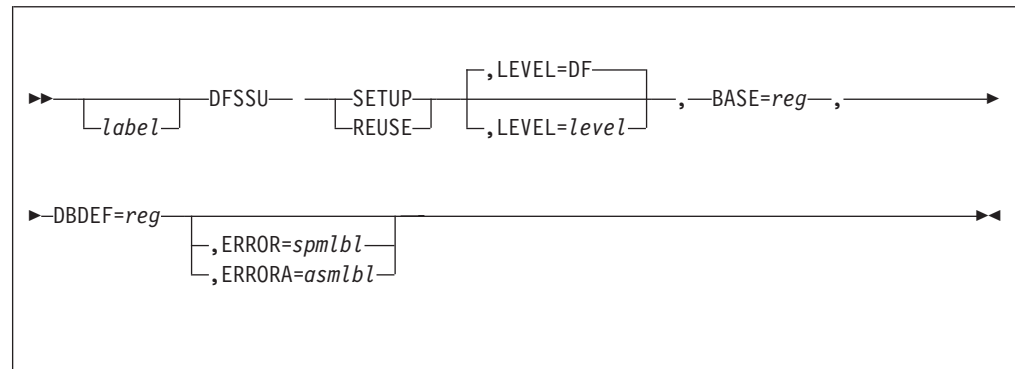 ,LEVEL=DF
DFSSU SETUP , BASE=reg ,
label REUSE ,LEVEL=level
DBDEF=reg
,ERROR=spmlbl
,ERRORA=asmlbl